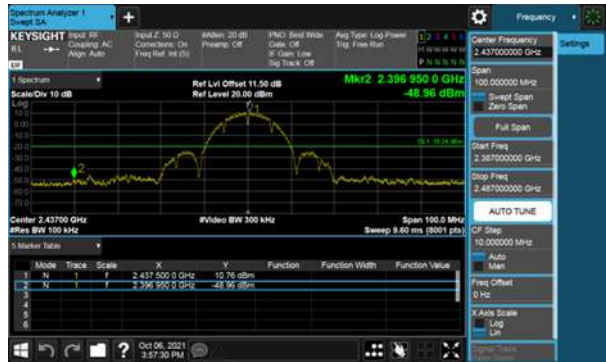 Spectrum Analyzer 1
Swept SA
Frequency
KEYSIGHT Input: RF
RL
Coupling: AC
Align: Auto
Input Z: 50 Ω
Corrections: On
Freq Ref: Int (S)
#Atten: 20 dB
Preamp: Off
PNO: Best Wide
Gate: Off
IF Gain: Low
Sig Track: Off
Avg Type: Log-Power
Trig: Free Run
1 2 3 4 5 6
Center Frequency
2.437000000 GHz
Settings
Span
100.000000 MHz
Swept Span
Zero Span
Full Span
Start Freq
2.387000000 GHz
Stop Freq
2.487000000 GHz
AUTO TUNE
CF Step
10.000000 MHz
Auto
Man
Freq Offset
0 Hz
X Axis Scale
Log
Lin
1 Spectrum
Scale/Div 10 dB
Ref Lvl Offset 11.50 dB
Ref Level 20.00 dBm
Mkr2 2.396 950 0 GHz
-48.96 dBm
Log
Center 2.43700 GHz
#Res BW 100 kHz
#Video BW 300 kHz
Span 100.0 MHz
Sweep 9.60 ms (8001 pts)
5 Marker Table
Mode Trace Scale X Y Function Function Width Function Value
1 N 1 f 2.437 500 0 GHz 10.76 dBm
2 N 1 f 2.396 950 0 GHz -48.96 dBm
3
4
5
6
Oct 06, 2021
3:57:30 PM